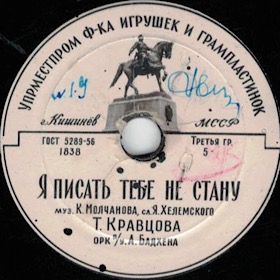 УПРМЕСТПРОМ Ф-КА ИГРУШЕК И ГРАМПЛАСТИНОК
г. Кишинёв МССР
ГОСТ 5289-56 Третья гр.
1838 5
Я ПИСАТЬ ТЕБЕ НЕ СТАНУ
муз. К. МОЛЧАНОВА, сл. Я. ХЕЛЕМСКОГО
Т. КРАВЦОВА
ОРК п/у. А. БАДХЕНА